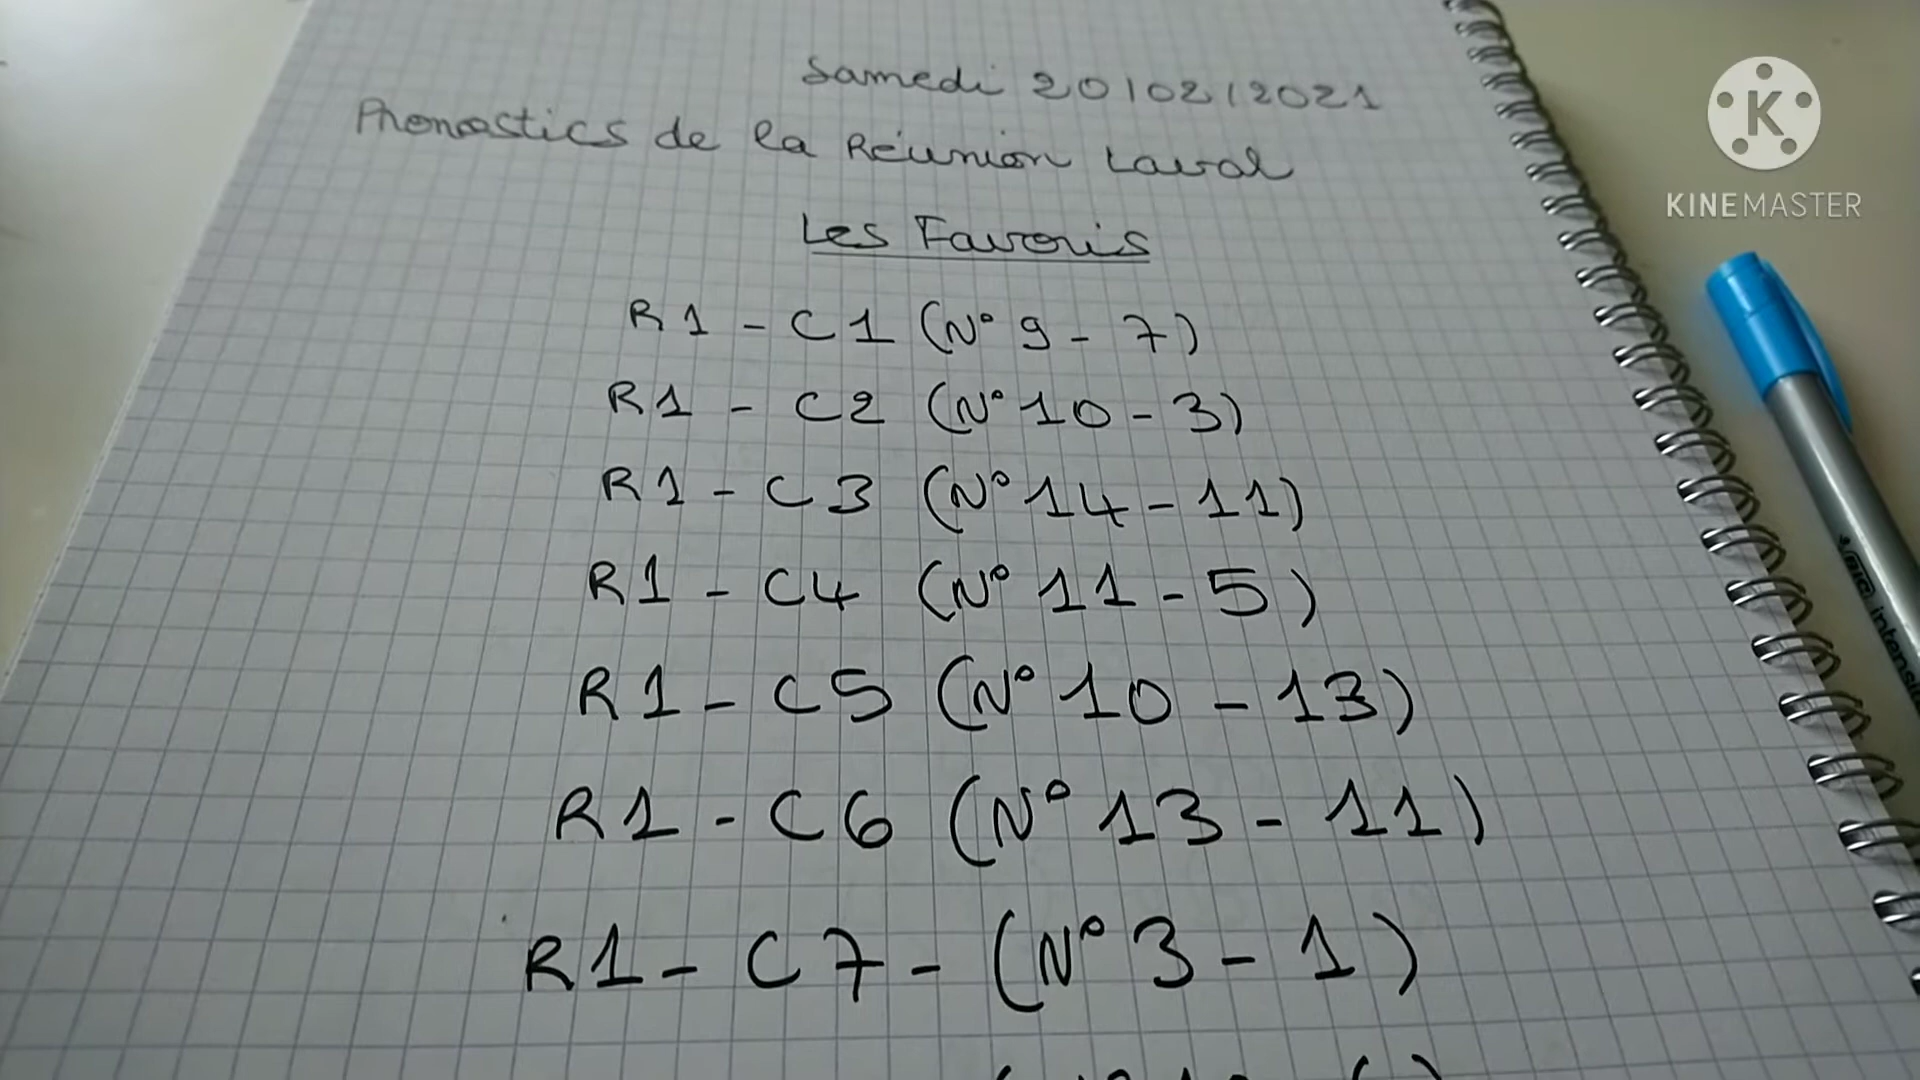 Samedi 20/02/2021
Pronostics de la Réunion Laval
Les Favoris
R1 - C1 (N° 9 - 7)
R1 - C2 (N° 10 - 3)
R1 - C3 (N° 14 - 11)
R1 - C4 (N° 11 - 5)
R1 - C5 (N° 10 - 13)
R1 - C6 (N° 13 - 11)
R1 - C7 - (N° 3 - 1)
K
KINEMASTER
BIC intensi